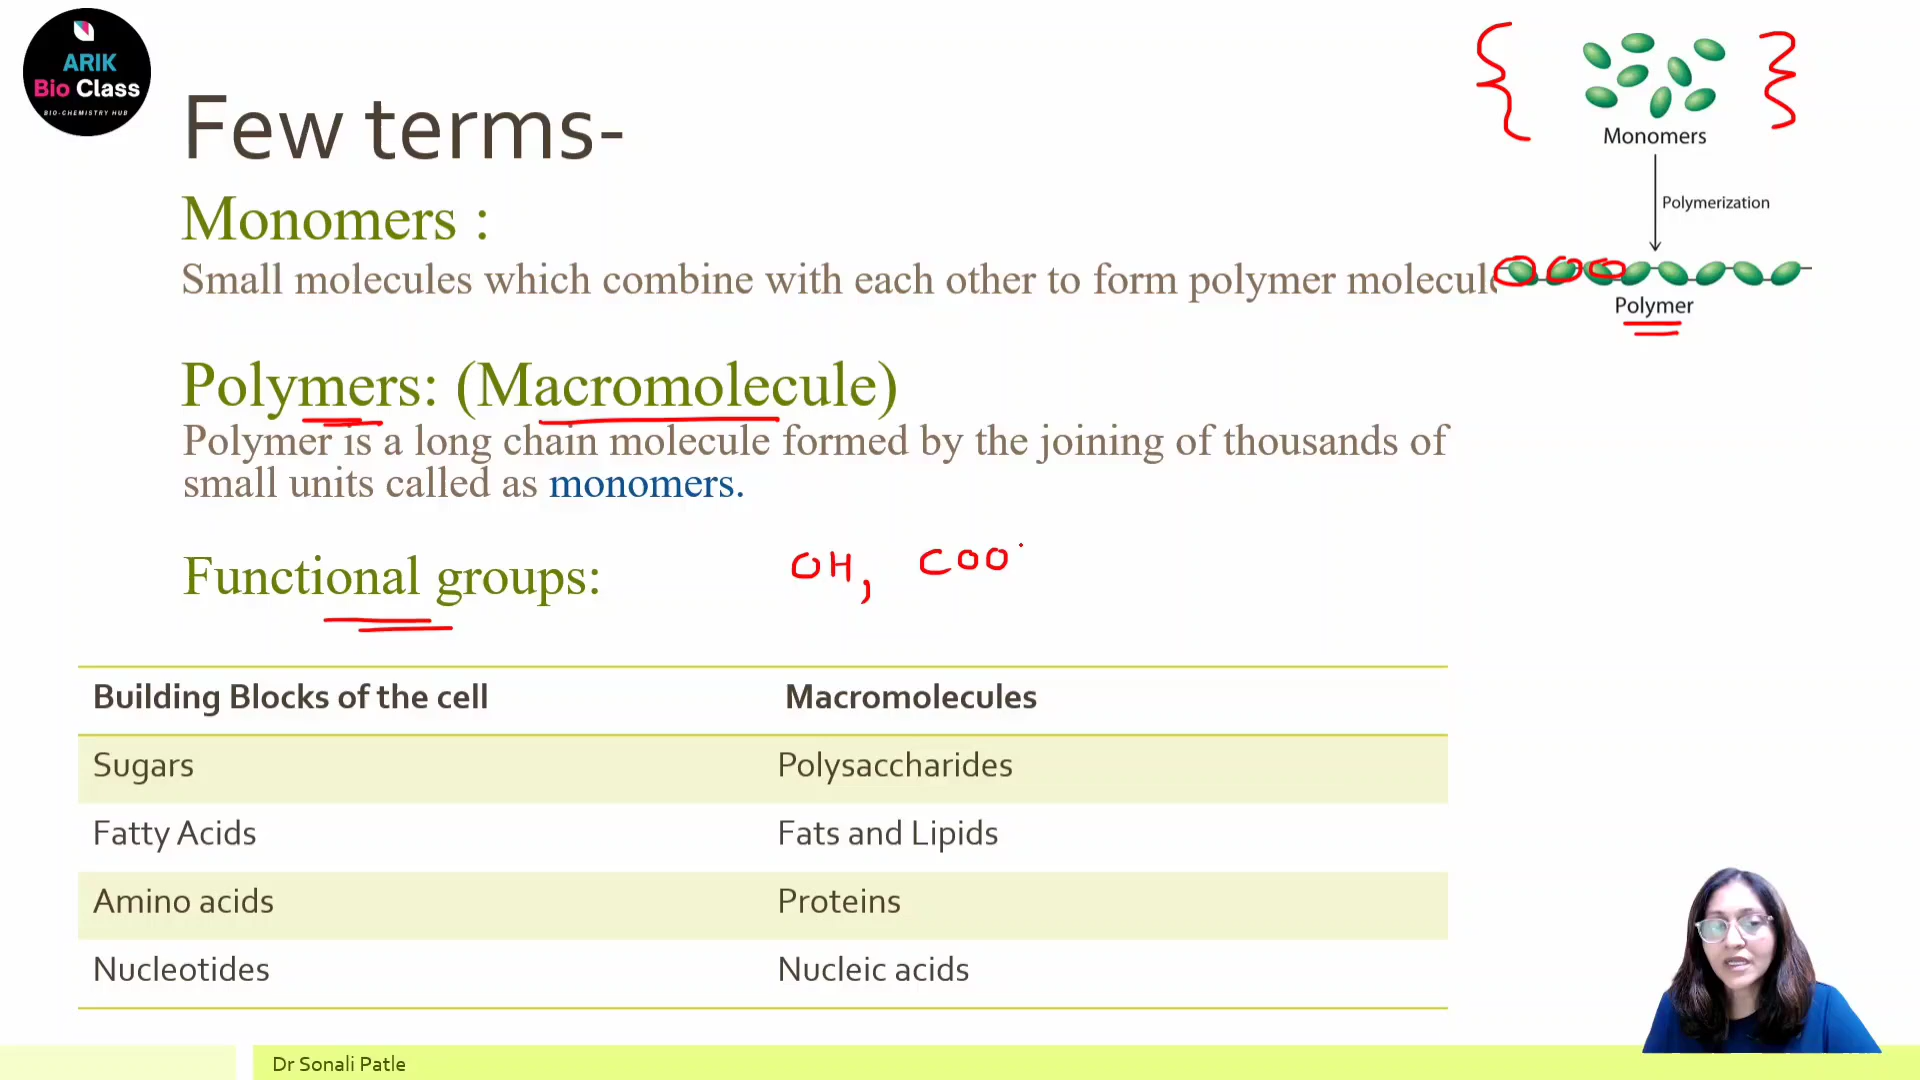 ARIK
Bio Class
BIO-CHEMISTRY HUB
Few terms-
Monomers :
Small molecules which combine with each other to form polymer molecule
Monomers
Polymerization
Polymer
Polymers: (Macromolecule)
Polymer is a long chain molecule formed by the joining of thousands of
small units called as monomers.
Functional groups:
OH, COO
Building Blocks of the cell Macromolecules
Sugars Polysaccharides
Fatty Acids Fats and Lipids
Amino acids Proteins
Nucleotides Nucleic acids
Dr Sonali Patle